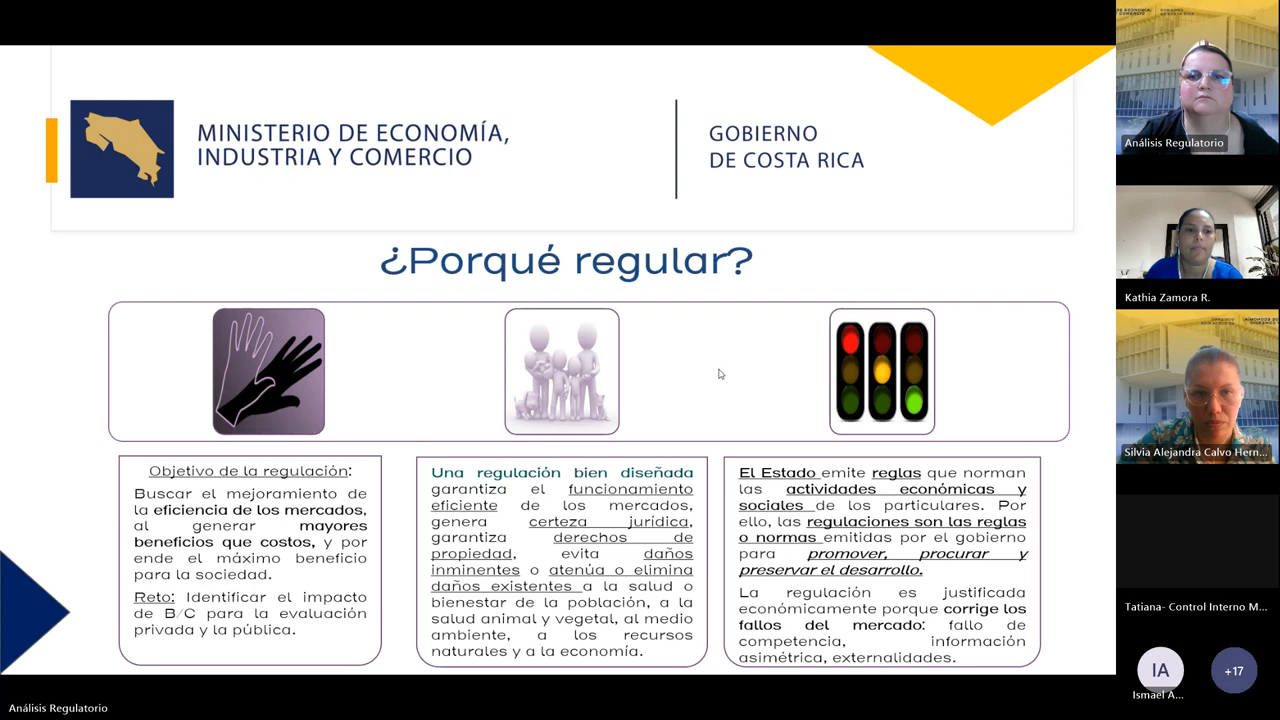 MINISTERIO DE ECONOMÍA,
INDUSTRIA Y COMERCIO
GOBIERNO
DE COSTA RICA
¿Porqué regular?
Objetivo de la regulación:
Buscar el mejoramiento de
la eficiencia de los mercados,
al generar mayores
beneficios que costos, y por
ende el máximo beneficio
para la sociedad.
Reto: Identificar el impacto
de B/C para la evaluación
privada y la pública.
Una regulación bien diseñada
garantiza el funcionamiento
eficiente de los mercados,
genera certeza jurídica,
garantiza derechos de
propiedad, evita daños
inminentes o atenúa o elimina
daños existentes a la salud o
bienestar de la población, a la
salud animal y vegetal, al medio
ambiente, a los recursos
naturales y a la economía.
El Estado emite reglas que norman
las actividades económicas y
sociales de los particulares. Por
ello, las regulaciones son las reglas
o normas emitidas por el gobierno
para promover, procurar y
preservar el desarrollo.
La regulación es justificada
económicamente porque corrige los
fallos del mercado: fallo de
competencia, información
asimétrica, externalidades.
Análisis Regulatorio
Kathia Zamora R.
Silvia Alejandra Calvo Hern...
Tatiana- Control Interno M...
IA
Ismael A...
+17
Análisis Regulatorio